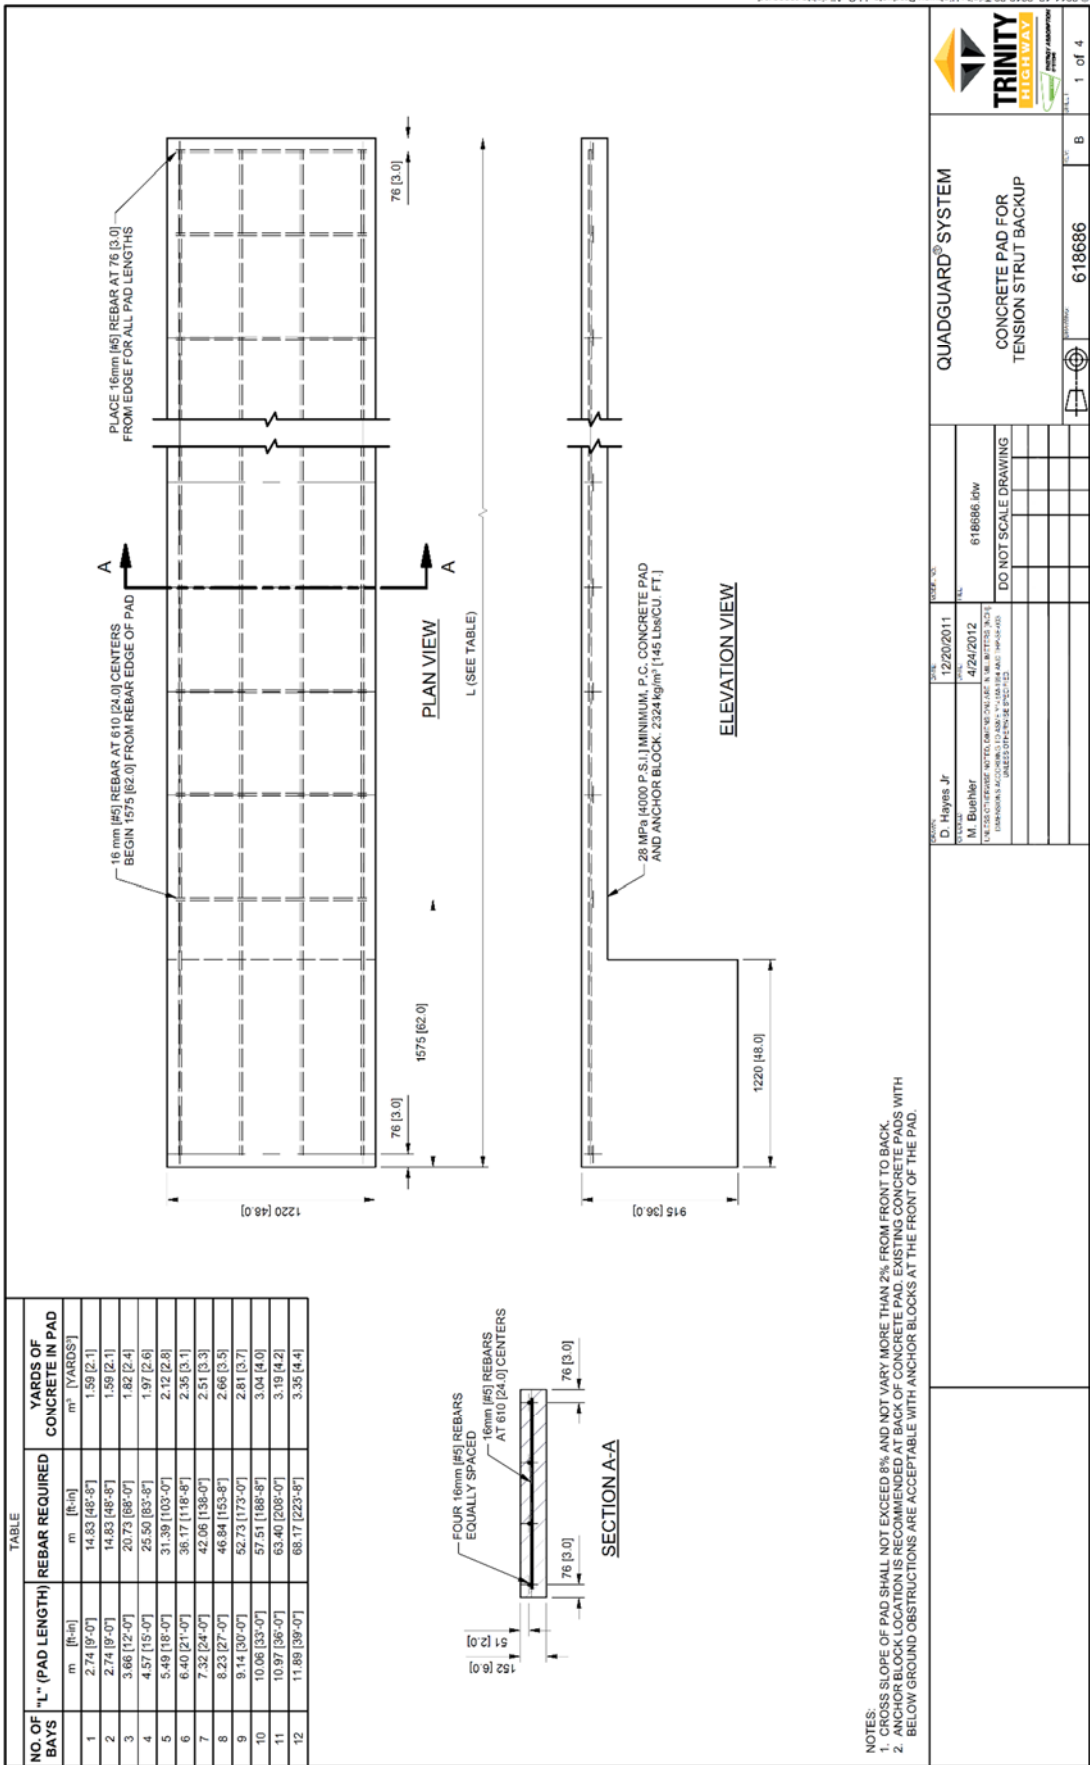 TABLE
NO. OF BAYS "L" (PAD LENGTH) REBAR REQUIRED YARDS OF CONCRETE IN PAD
m [ft-in] m [ft-in] m³ [YARDS³]
1 2.74 [9'-0"] 14.83 [48'-8"] 1.59 [2.1]
2 2.74 [9'-0"] 14.83 [48'-8"] 1.59 [2.1]
3 3.66 [12'-0"] 20.73 [68'-0"] 1.82 [2.4]
4 4.57 [15'-0"] 25.50 [83'-8"] 1.97 [2.6]
5 5.49 [18'-0"] 31.39 [103'-0"] 2.12 [2.8]
6 6.40 [21'-0"] 36.17 [118'-8"] 2.35 [3.1]
7 7.32 [24'-0"] 42.06 [138'-0"] 2.51 [3.3]
8 8.23 [27'-0"] 46.84 [153'-8"] 2.66 [3.5]
9 9.14 [30'-0"] 52.73 [173'-0"] 2.81 [3.7]
10 10.06 [33'-0"] 57.51 [188'-8"] 3.04 [4.0]
11 10.97 [36'-0"] 63.40 [208'-0"] 3.19 [4.2]
12 11.89 [39'-0"] 68.17 [223'-8"] 3.35 [4.4]
16 mm [#5] REBAR AT 610 [24.0] CENTERS
BEGIN 1575 [62.0] FROM REBAR EDGE OF PAD
PLACE 16mm [#5] REBAR AT 76 [3.0]
FROM EDGE FOR ALL PAD LENGTHS
A
A
1220 [48.0]
76 [3.0]
1575 [62.0]
76 [3.0]
PLAN VIEW
L (SEE TABLE)
FOUR 16mm [#5] REBARS
EQUALLY SPACED
16mm [#5] REBARS
AT 610 [24.0] CENTERS
51 [2.0]
152 [6.0]
76 [3.0]
76 [3.0]
SECTION A-A
915 [36.0]
28 MPa [4000 P.S.I.] MINIMUM, P.C. CONCRETE PAD
AND ANCHOR BLOCK. 2324 kg/m³ [145 Lbs/CU. FT.]
1220 [48.0]
ELEVATION VIEW
NOTES:
1. CROSS SLOPE OF PAD SHALL NOT EXCEED 8% AND NOT VARY MORE THAN 2% FROM FRONT TO BACK.
2. ANCHOR BLOCK LOCATION IS RECOMMENDED AT BACK OF CONCRETE PAD. EXISTING CONCRETE PADS WITH
BELOW GROUND OBSTRUCTIONS ARE ACCEPTABLE WITH ANCHOR BLOCKS AT THE FRONT OF THE PAD.
D. Hayes Jr
12/20/2011
M. Buehler
4/24/2012
618686.idw
DO NOT SCALE DRAWING
QUADGUARD® SYSTEM
CONCRETE PAD FOR
TENSION STRUT BACKUP
618686
B
1 of 4
TRINITY
HIGHWAY